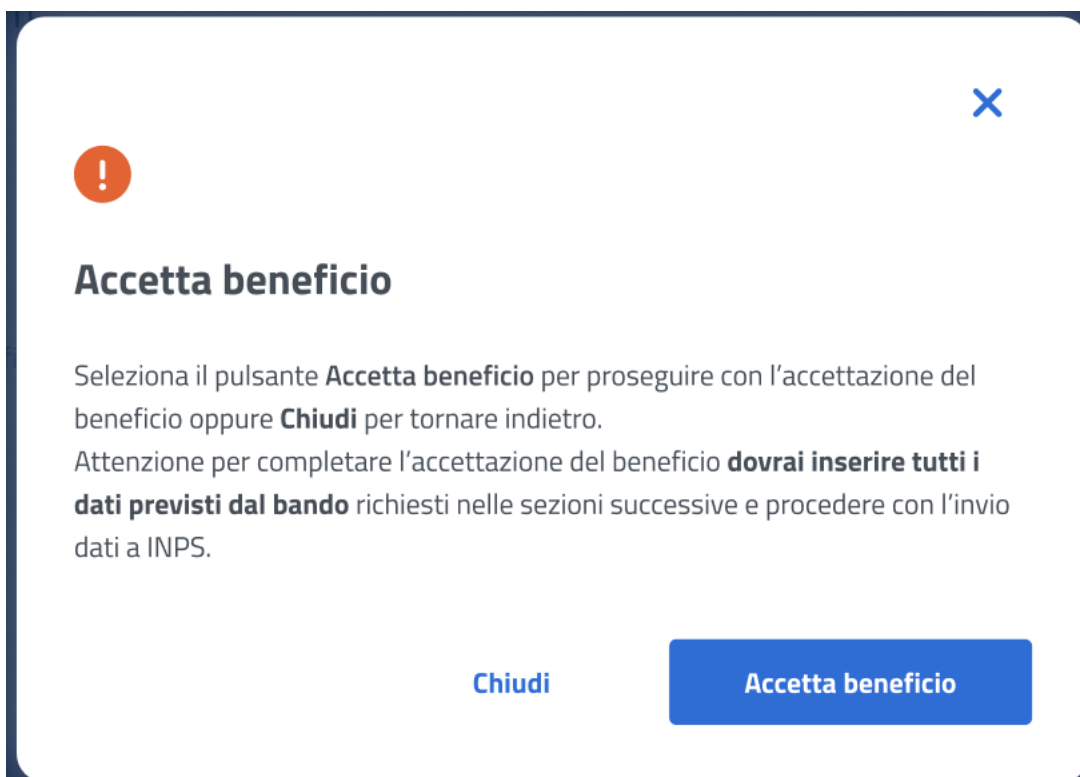 Accetta beneficio
Seleziona il pulsante Accetta beneficio per proseguire con l’accettazione del
beneficio oppure Chiudi per tornare indietro.
Attenzione per completare l’accettazione del beneficio dovrai inserire tutti i
dati previsti dal bando richiesti nelle sezioni successive e procedere con l’invio
dati a INPS.
Chiudi
Accetta beneficio